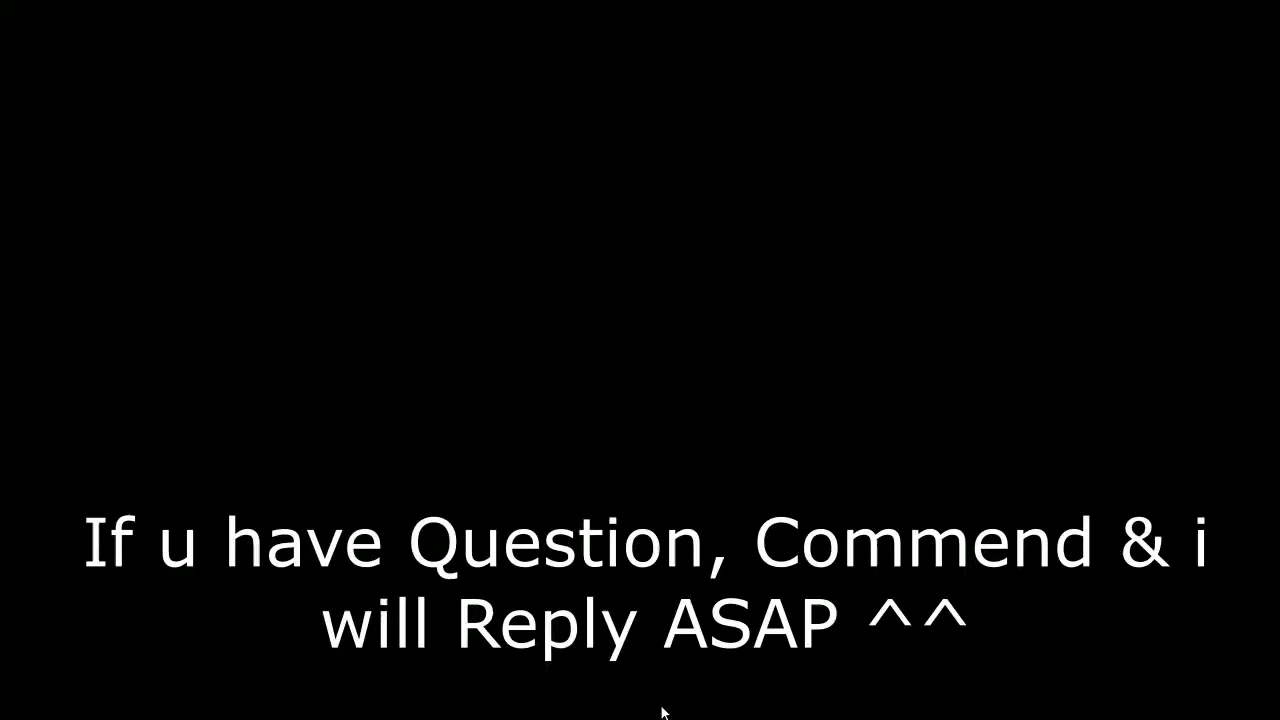 If u have Question, Commend & i
will Reply ASAP ^^